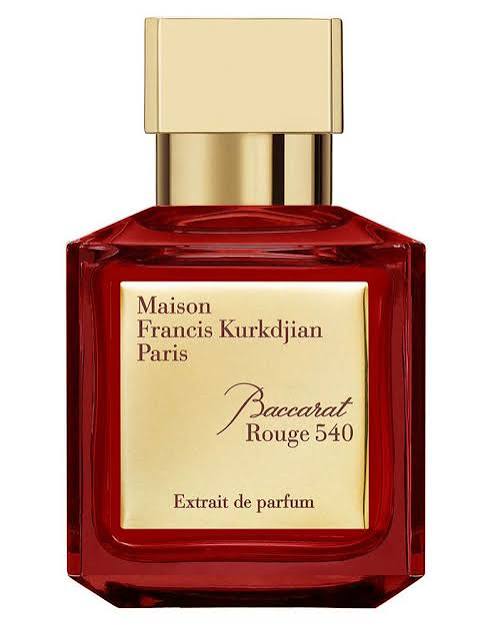 Maison
Francis Kurkdjian
Paris
Baccarat
Rouge 540
Extrait de parfum